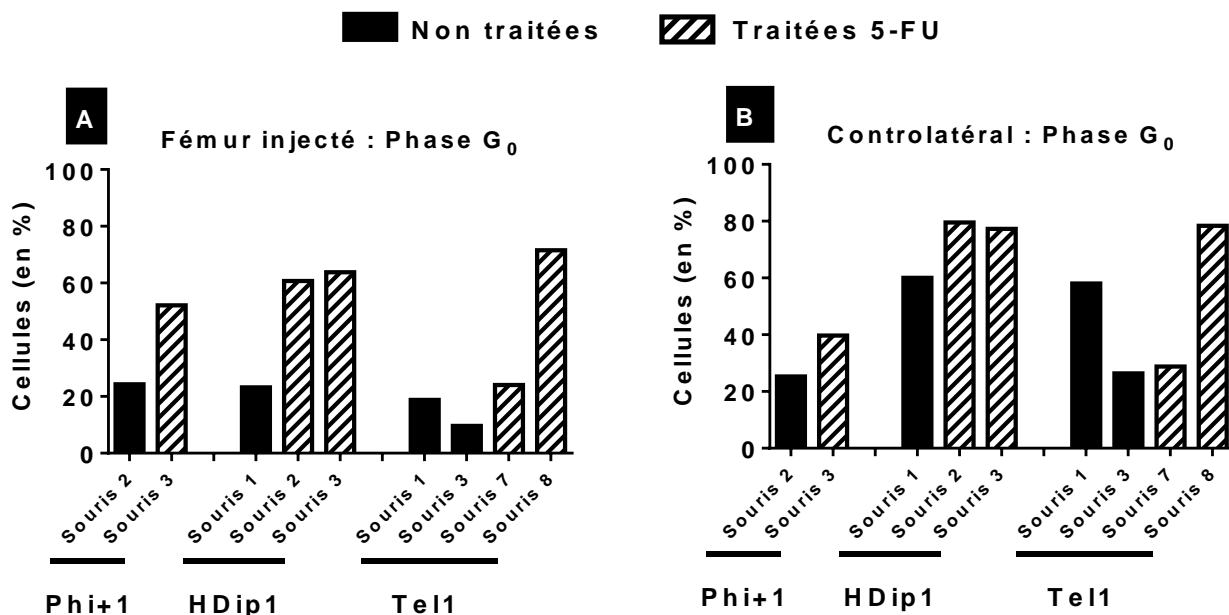 Non traitées Traitées 5-FU
A
Fémur injecté : Phase G0
Cellules (en %)
100
80
60
40
20
0
Souris 2
Souris 3
Souris 1
Souris 2
Souris 3
Souris 1
Souris 3
Souris 7
Souris 8
Phi+1 HDip1 Tel1
B
Controlatéral : Phase G0
Cellules (en %)
100
80
60
40
20
0
Souris 2
Souris 3
Souris 1
Souris 2
Souris 3
Souris 1
Souris 3
Souris 7
Souris 8
Phi+1 HDip1 Tel1